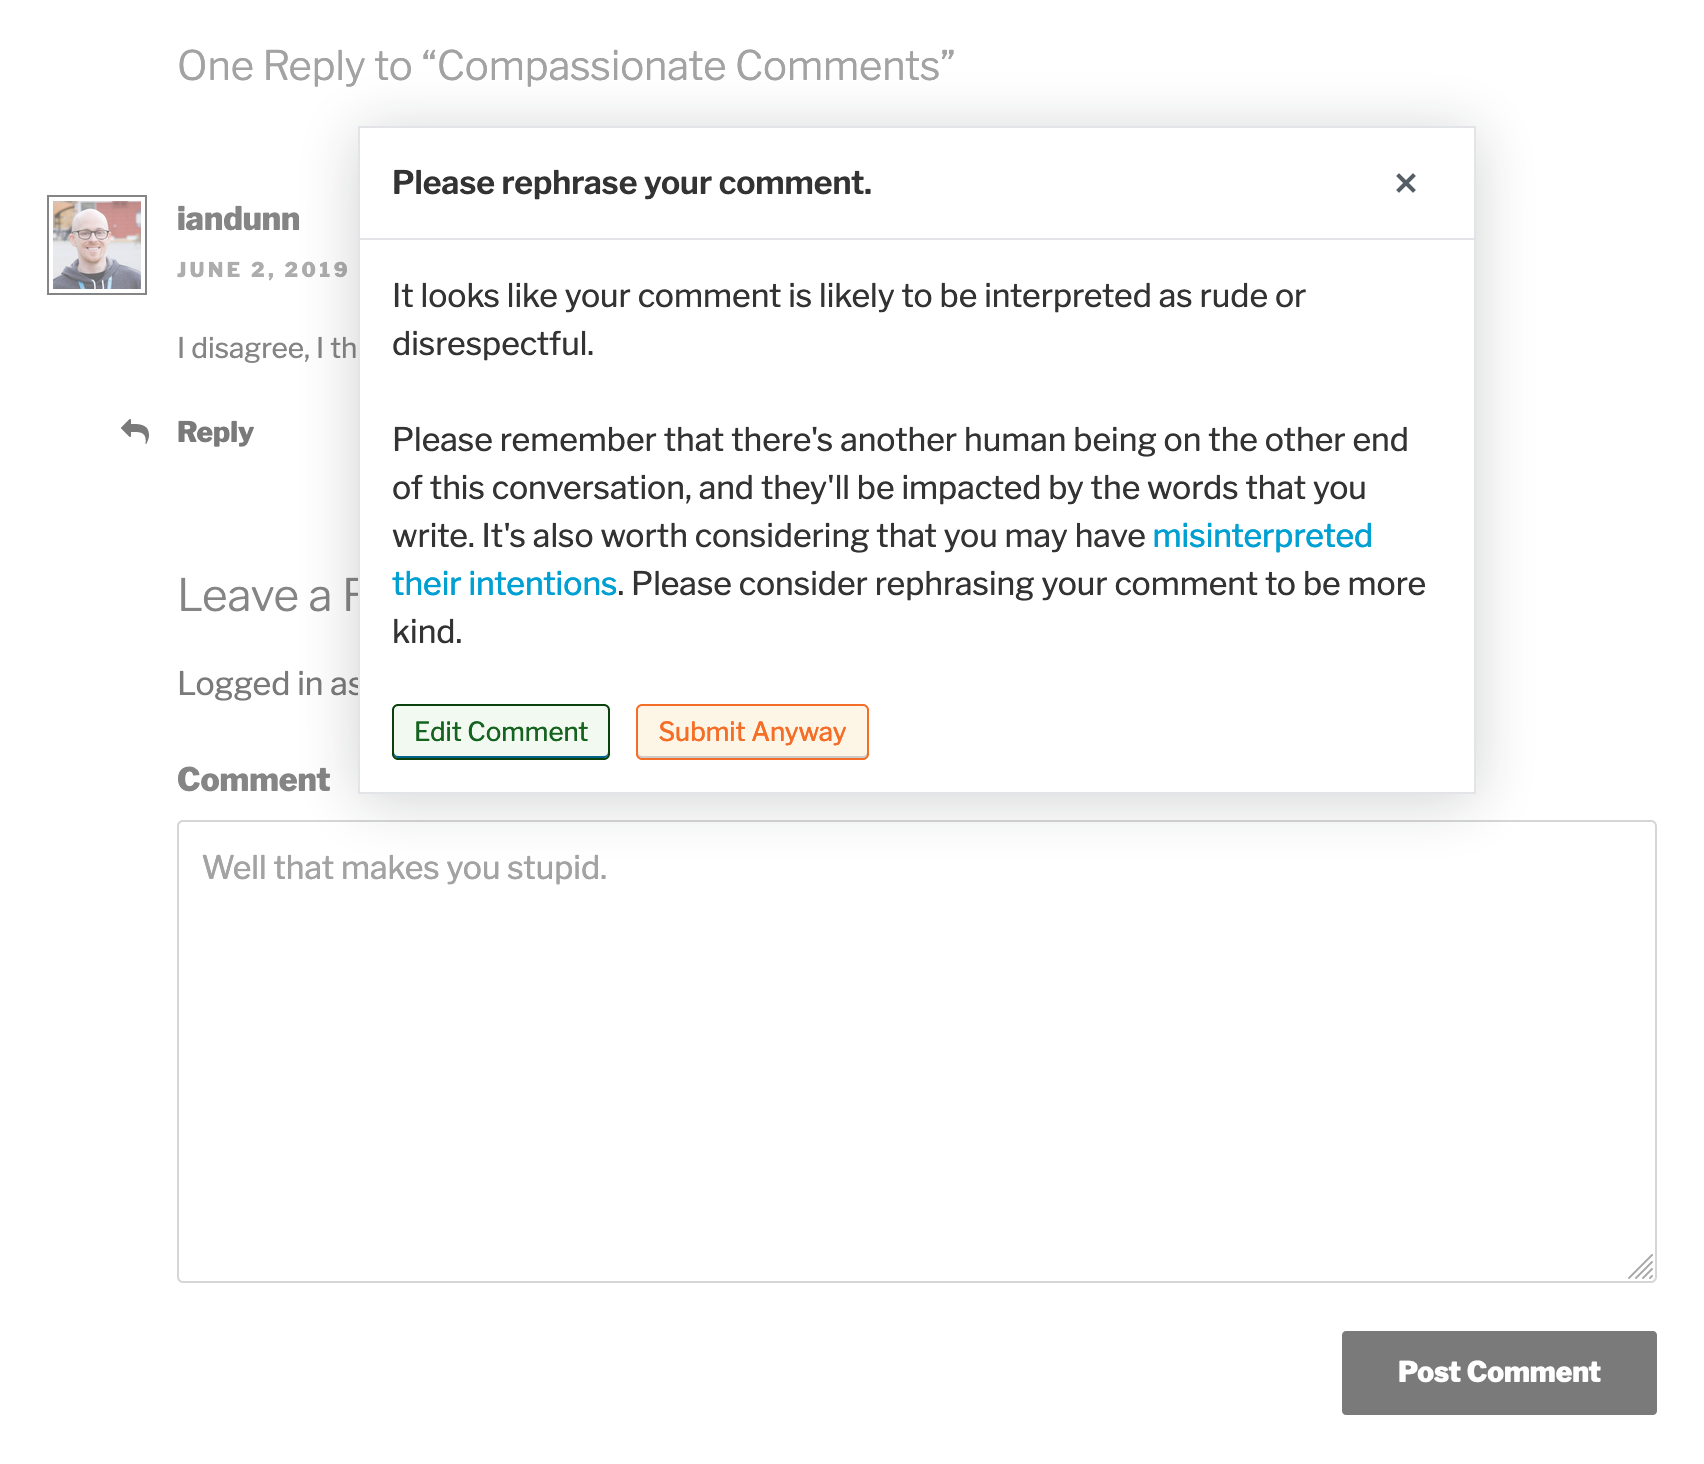 One Reply to “Compassionate Comments”
Please rephrase your comment.
×
iandunn
JUNE 2, 2019
It looks like your comment is likely to be interpreted as rude or
disrespectful.
I disagree, I
Please remember that there's another human being on the other end
of this conversation, and they'll be impacted by the words that you
write. It's also worth considering that you may have misinterpreted
their intentions. Please consider rephrasing your comment to be more
kind.
Reply
Leave a
Logged in as
Edit Comment
Submit Anyway
Comment
Well that makes you stupid.
Post Comment